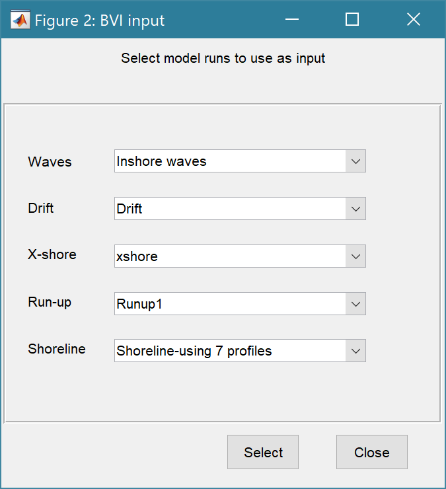 Figure 2: BVI input
Select model runs to use as input
Waves Inshore waves
Drift Drift
X-shore xshore
Run-up Runup1
Shoreline Shoreline-using 7 profiles
Select Close